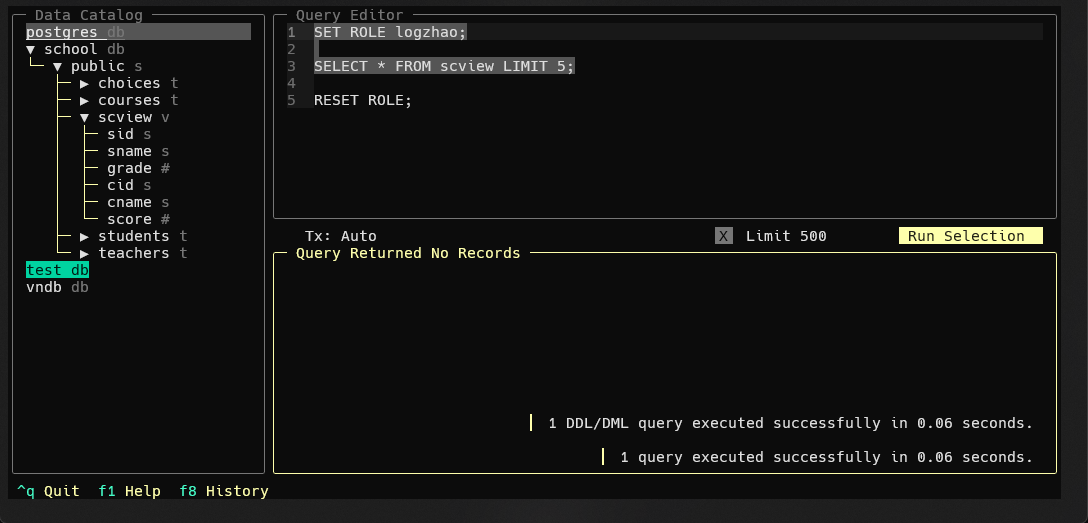 Data Catalog
postgres db
▼ school db
▼ public s
▶ choices t
▶ courses t
▼ scview v
sid s
sname s
grade #
cid s
cname s
score #
▶ students t
▶ teachers t
test db
vndb db
Query Editor
1 SET ROLE logzhao;
2
3 SELECT * FROM scview LIMIT 5;
4
5 RESET ROLE;
Tx: Auto X Limit 500 Run Selection
Query Returned No Records
1 DDL/DML query executed successfully in 0.06 seconds.
1 query executed successfully in 0.06 seconds.
^q Quit f1 Help f8 History